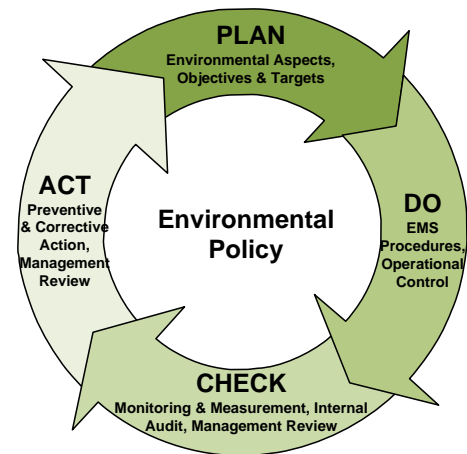 PLAN
Environmental Aspects,
Objectives & Targets
DO
EMS
Procedures,
Operational
Control
CHECK
Monitoring & Measurement, Internal
Audit, Management Review
ACT
Preventive
& Corrective
Action,
Management
Review
Environmental
Policy